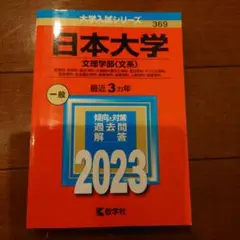 大学入試シリーズ
369
日本大学
文理学部〈文系〉
最近3カ年
一般
傾向と対策
過去問
解答
2023
教学社